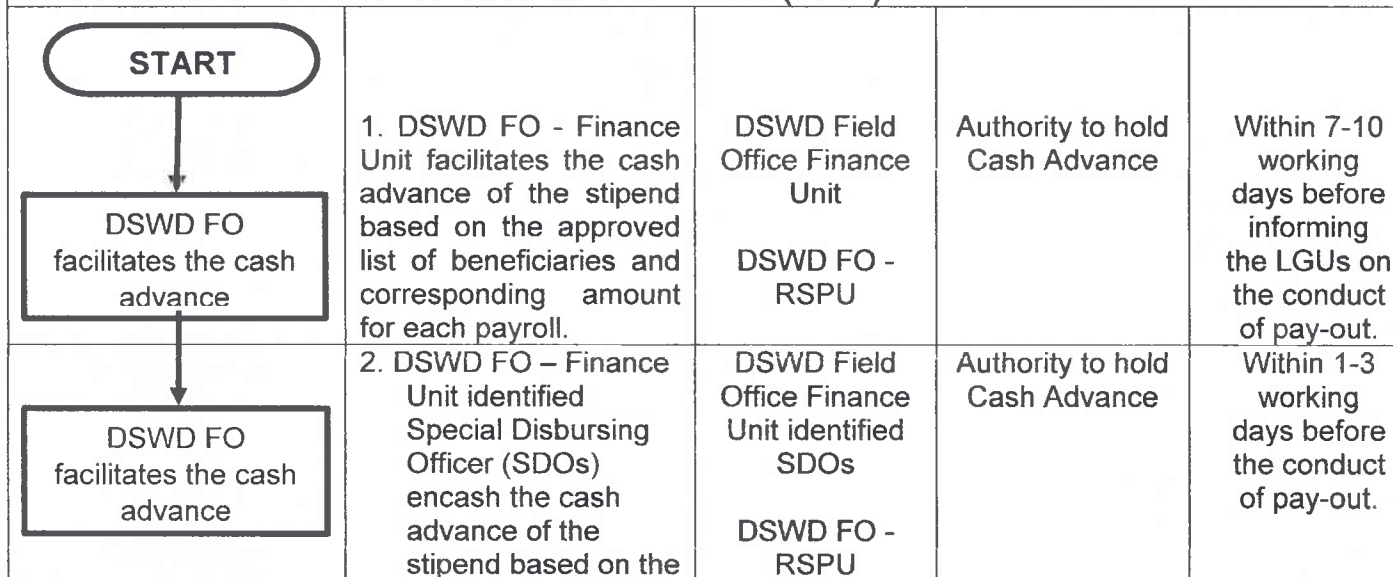 START
DSWD FO
facilitates the cash
advance
1. DSWD FO - Finance
Unit facilitates the cash
advance of the stipend
based on the approved
list of beneficiaries and
corresponding amount
for each payroll.
DSWD Field
Office Finance
Unit
DSWD FO -
RSPU
Authority to hold
Cash Advance
Within 7-10
working
days before
informing
the LGUs on
the conduct
of pay-out.
DSWD FO
facilitates the cash
advance
2. DSWD FO – Finance
Unit identified
Special Disbursing
Officer (SDOs)
encash the cash
advance of the
stipend based on the
DSWD Field
Office Finance
Unit identified
SDOs
DSWD FO -
RSPU
Authority to hold
Cash Advance
Within 1-3
working
days before
the conduct
of pay-out.